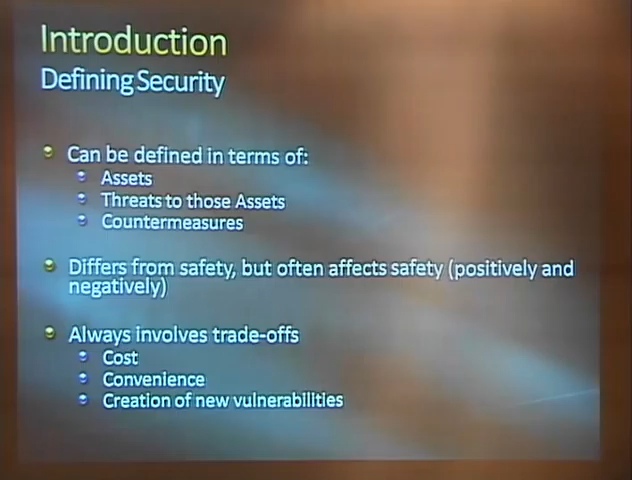 Introduction
Defining Security
Can be defined in terms of:
Assets
Threats to those Assets
Countermeasures
Differs from safety, but often affects safety (positively and
negatively)
Always involves trade-offs
Cost
Convenience
Creation of new vulnerabilities